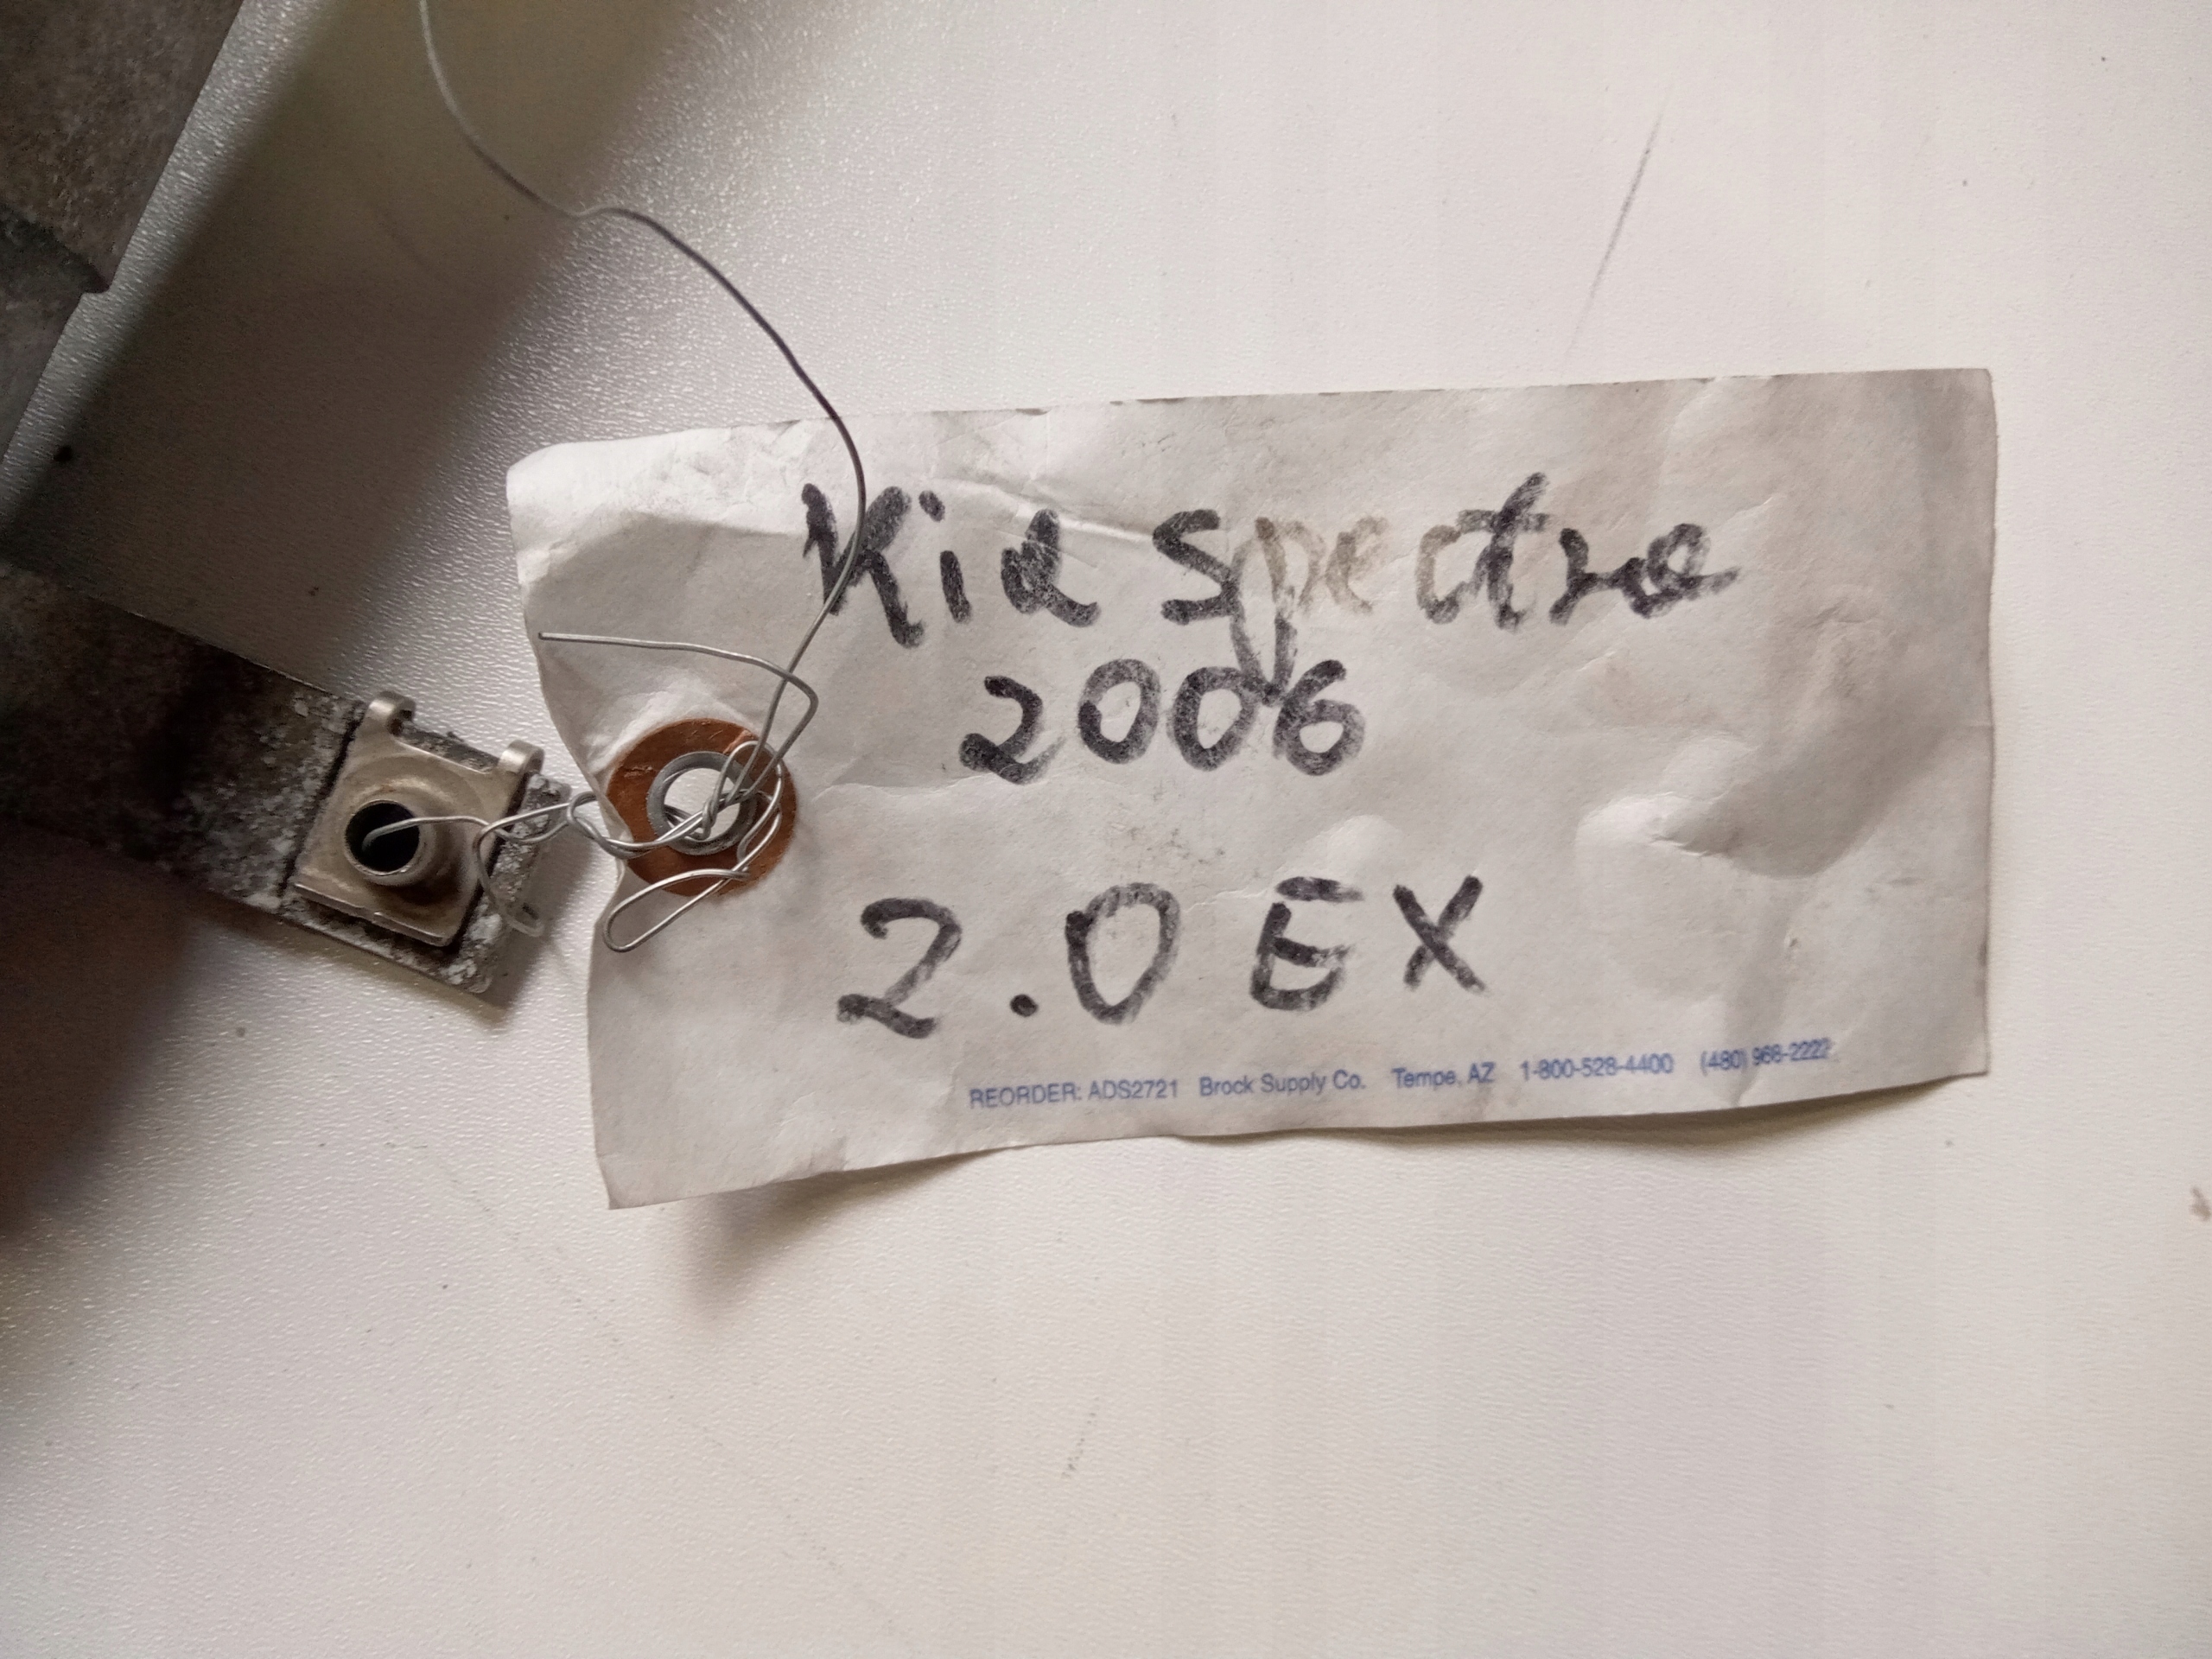 Kia Spectra
2006
2.0 EX
REORDER: ADS2721 Brock Supply Co. Tempe, AZ 1-800-528-4400 (480) 968-2222